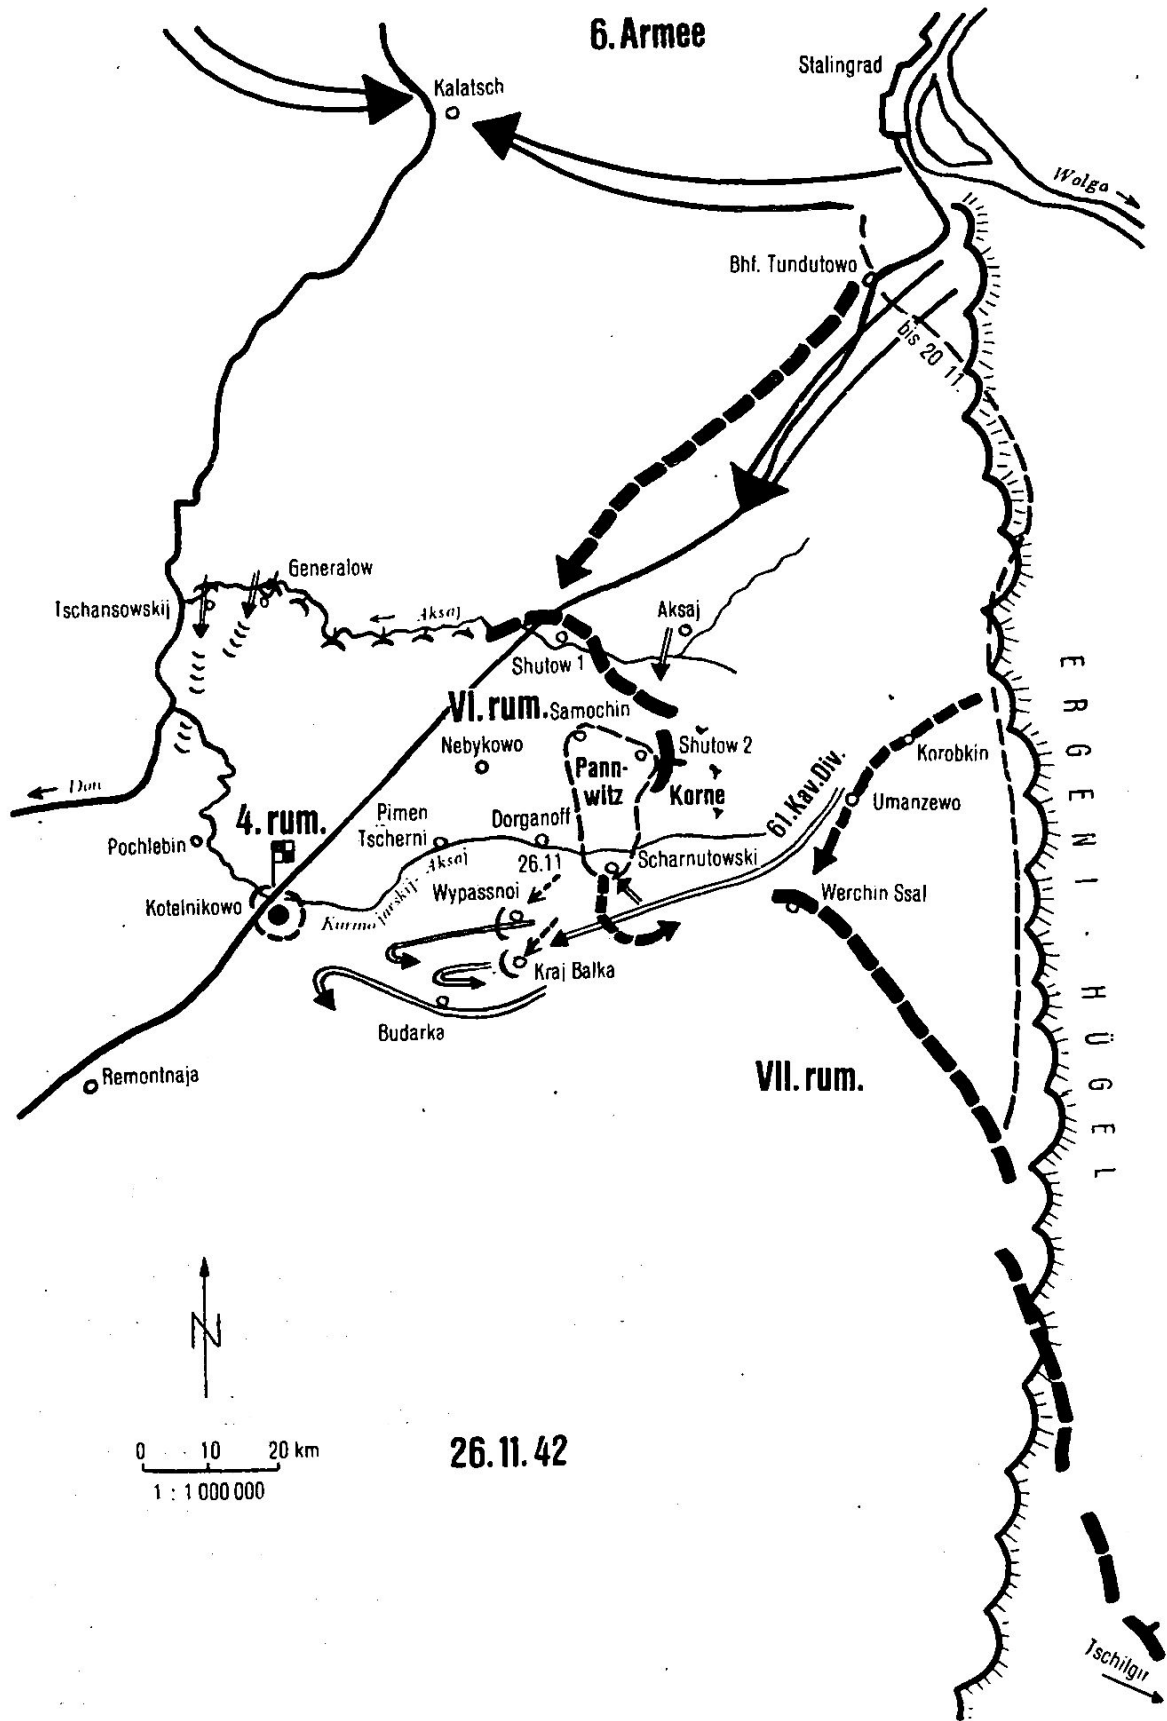 6. Armee
Stalingrad
Kalatsch
Wolga
Bhf. Tundutowo
bis 20 11.
Generalow
Tschansowskij
Aksaj
Aksaj
Shutow 1
VI. rum.
Samochin
Nebykowo
Shutow 2
Korobkin
Pann-
witz
Korne
61. Kav. Div.
Umanzewo
Don
4. rum.
Pimen
Tscherni
Dorganoff
Pochlebin
26.11
Scharnutowski
Wypassnoi
Werchin Ssal
Kotelnikowo
Kurmojarskij-Aksaj
Kraj Balka
Budarka
Remontnaja
VII. rum.
ERGENI-HÜGEL
N
0 10 20 km
1 : 1 000 000
26.11.42